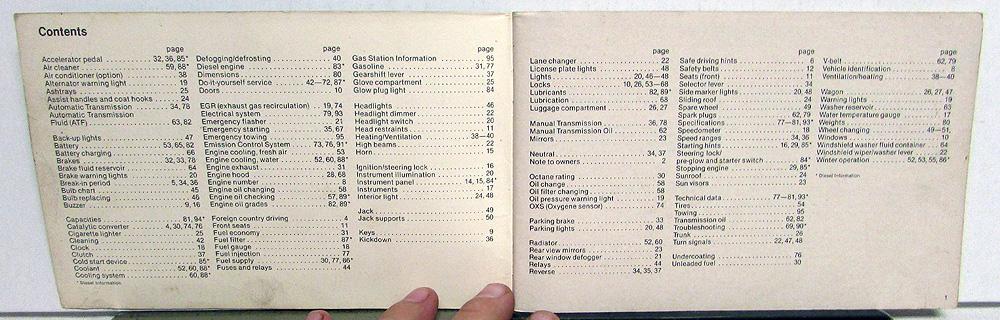 Contents
page
Accelerator pedal 32, 36, 85*
Air cleaner 59, 88*
Air conditioner (option) 38
Alternator warning light 19
Ashtrays 25
Assist handles and coat hooks 24
Automatic Transmission 34, 78
Automatic Transmission
Fluid (ATF) 63, 82
Back-up lights 47
Battery 53, 65, 82
Battery charging 66
Brakes 32, 33, 78
Brake fluid reservoir 64
Brake warning lights 20
Break-in period 5, 34, 36
Bulb chart 45
Bulb replacing 46
Buzzer 9, 16
Capacities 81, 94*
Catalytic converter 4, 30, 74, 76
Cigarette lighter 25
Cleaning 42
Clock 18
Clutch 37
Cold start device 85*
Coolant 52, 60, 88*
Cooling system 60, 88*
* Diesel Information
page
Defogging/defrosting 40
Diesel engine 83*
Dimensions 80
Do-it-yourself service 42—72, 87*
Doors 10
EGR (exhaust gas recirculation) 19, 74
Electrical system 79, 93
Emergency flasher 21
Emergency starting 35, 67
Emergency towing 95
Emission Control System 73, 76, 91*
Engine cooling, fresh air 53
Engine cooling, water 52, 60, 88*
Engine exhaust 31
Engine hood 28, 68
Engine number 8
Engine oil changing 58
Engine oil checking 57, 89*
Engine oil grades 82, 89*
Foreign country driving 4
Front seats 11
Fuel economy 31
Fuel filter 87*
Fuel gauge 18
Fuel injection 77
Fuel supply 30, 77, 86*
Fuses and relays 44
page
Gas Station Information 95
Gasoline 31, 77
Gearshift lever 37
Glove compartment 25
Glow plug light 84
Headlights 46
Headlight dimmer 22
Headlight switch 20
Head restraints 11
Heating/Ventilation 38—40
High beams 22
Horn 15
Ignition/steering lock 16
Instrument illumination 20
Instrument panel 14, 15, 84*
Instruments 17
Interior light 24, 48
Jack 49
Jack supports 50
Keys 9
Kickdown 36
page
Lane changer 22
License plate lights 48
Lights 20, 46—48
Locks 10, 26, 53—68
Lubricants 82, 89*
Lubrication 68
Luggage compartment 26, 27
Manual Transmission 36, 78
Manual Transmission Oil 62
Mirrors 23
Neutral 34, 37
Note to owners 2
Octane rating 30
Oil change 58
Oil filter changing 58
Oil pressure warning light 19
OXS (Oxygene sensor) 74
Parking brake 33
Parking lights 20, 48
Radiator 52, 60
Rear view mirrors 23
Rear window defogger 21
Relays 44
Reverse 34, 35, 37
page
Safe driving hints 6
Safety belts 12
Seats (front) 11
Selector lever 34
Side marker lights 20, 48
Sliding roof 24
Spare wheel 49
Spark plugs 62, 79
Specifications 77—81, 93*
Speedometer 18
Speed ranges 34, 36
Starting hints 16, 29, 85*
Steering lock/
pre-glow and starter switch 84*
Stopping engine 29, 85*
Sunroof 24
Sun visors 23
Technical data 77—81, 93*
Tires 54
Towing 95
Transmission oil 62, 82
Troubleshooting 69, 90*
Trunk 26
Turn signals 22, 47, 48
Undercoating 76
Unleaded fuel 30
page
V-belt 62, 79
Vehicle identification 8
Ventilation/heating 38—40
Wagon 26, 27, 47
Warning lights 19
Washer reservoir 63
Water temperature gauge 17
Weights 80
Wheel changing 49—51,
Windows 10
Windshield washer fluid container 64
Windshield wiper/washer lever 22
Winter operation 52, 53, 55, 86*
* Diesel Information
1